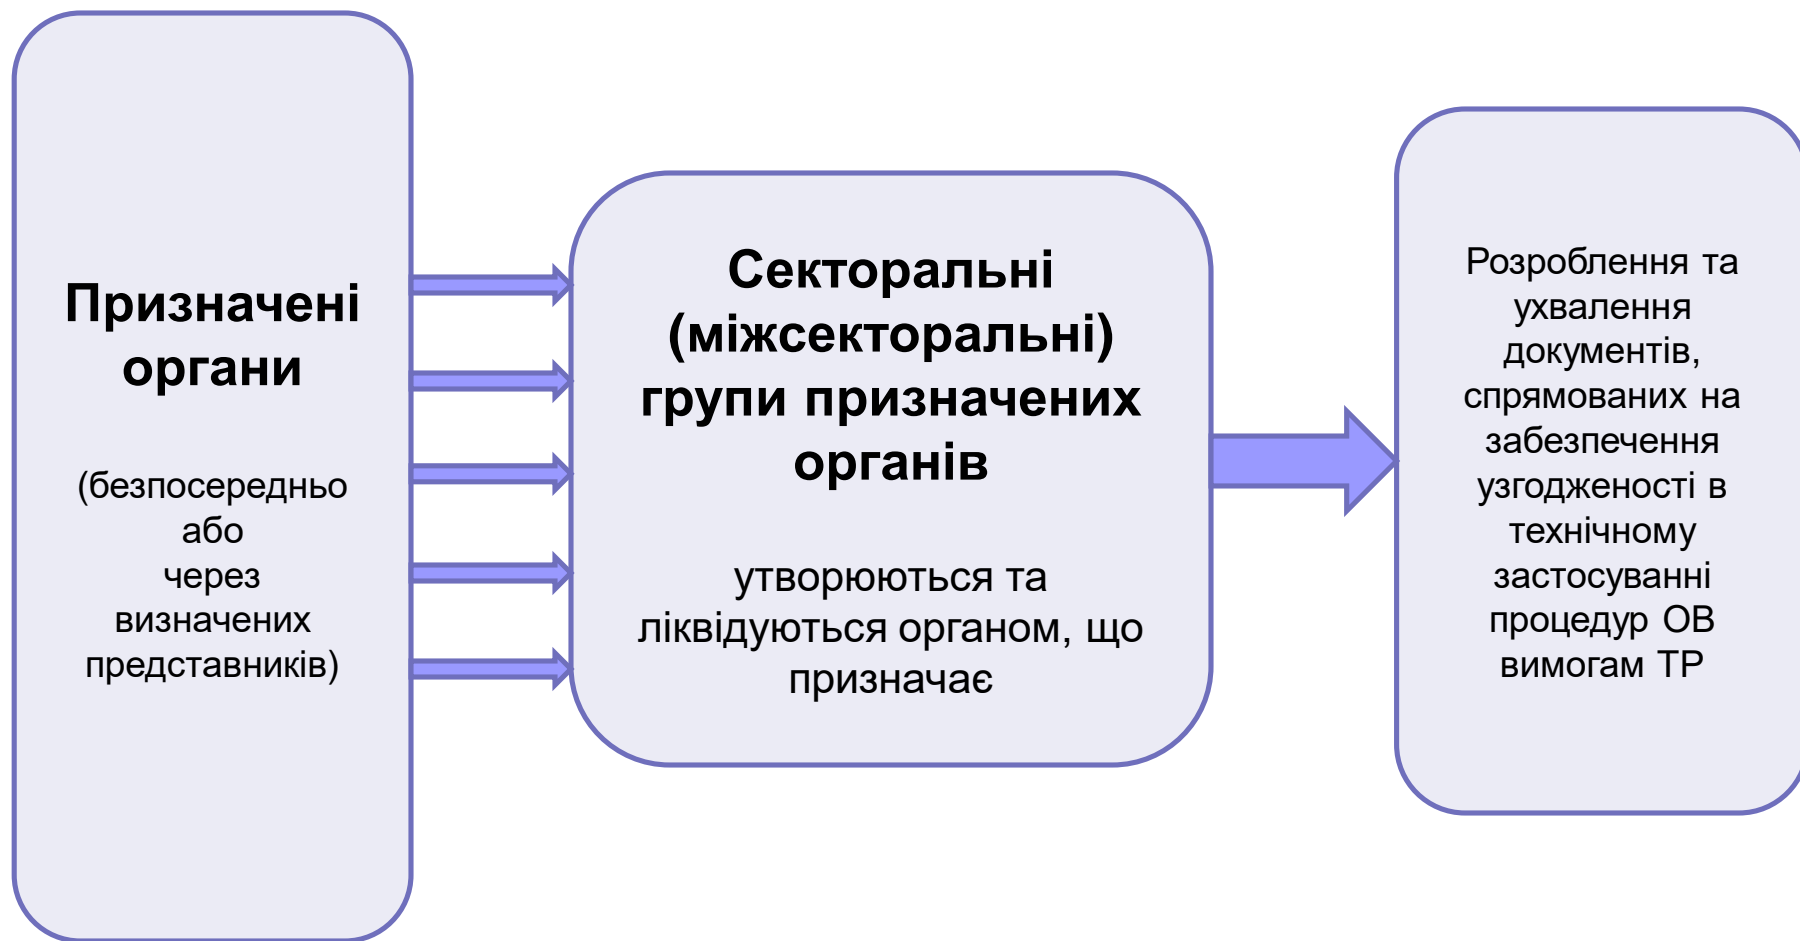 Призначені
органи
(безпосередньо
або
через
визначених
представників)
Секторальні
(міжсекторальні)
групи призначених
органів
утворюються та
ліквідуються органом, що
призначає
Розроблення та
ухвалення
документів,
спрямованих на
забезпечення
узгодженості в
технічному
застосуванні
процедур ОВ
вимогам ТР